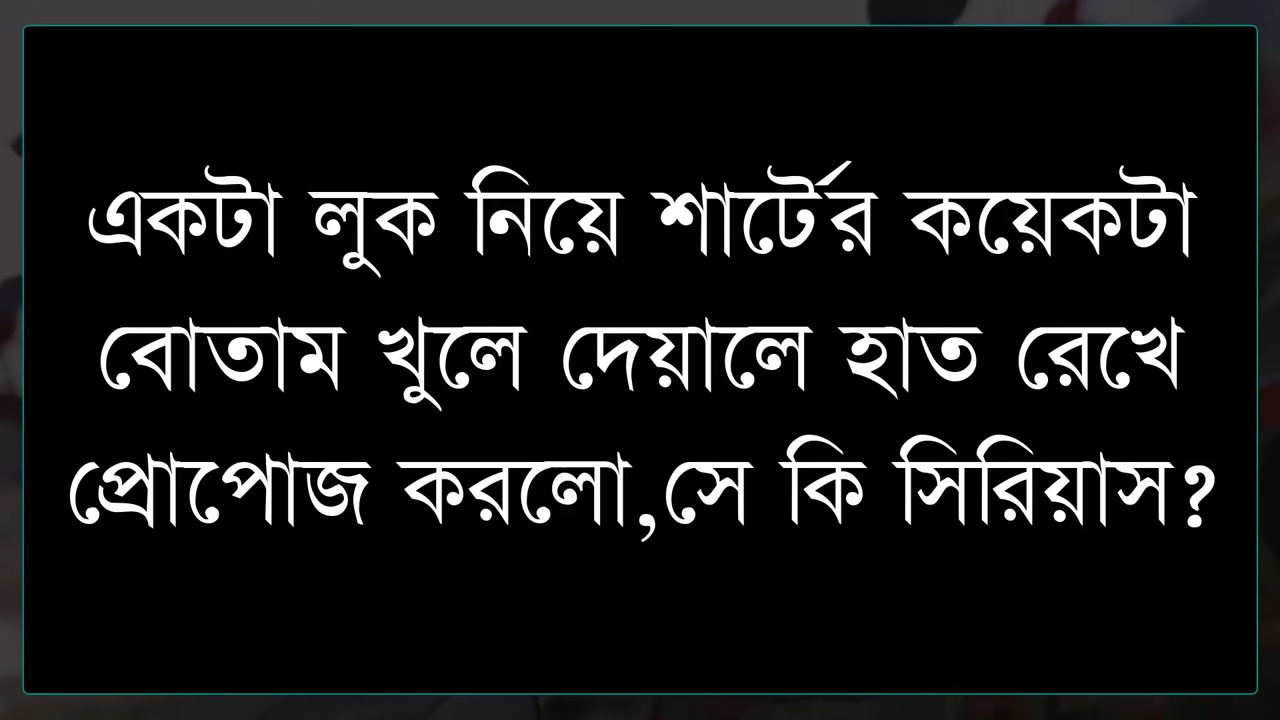 একটা লুক নিয়ে শার্টের কয়েকটা
বোতাম খুলে দেয়ালে হাত রেখে
প্রোপোজ করলো,সে কি সিরিয়াস?